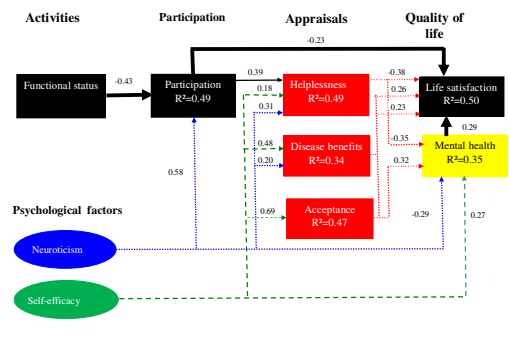 Activities
Participation
Appraisals
Quality of
life
-0.23
Functional status
-0.43
Participation
R²=0.49
0.39
0.18
0.31
Helplessness
R²=0.49
-0.38
0.26
0.23
Life satisfaction
R²=0.50
0.29
0.48
0.20
Disease benefits
R²=0.34
-0.35
0.32
Mental health
R²=0.35
0.58
0.69
Acceptance
R²=0.47
-0.29
0.27
Psychological factors
Neuroticism
Self-efficacy